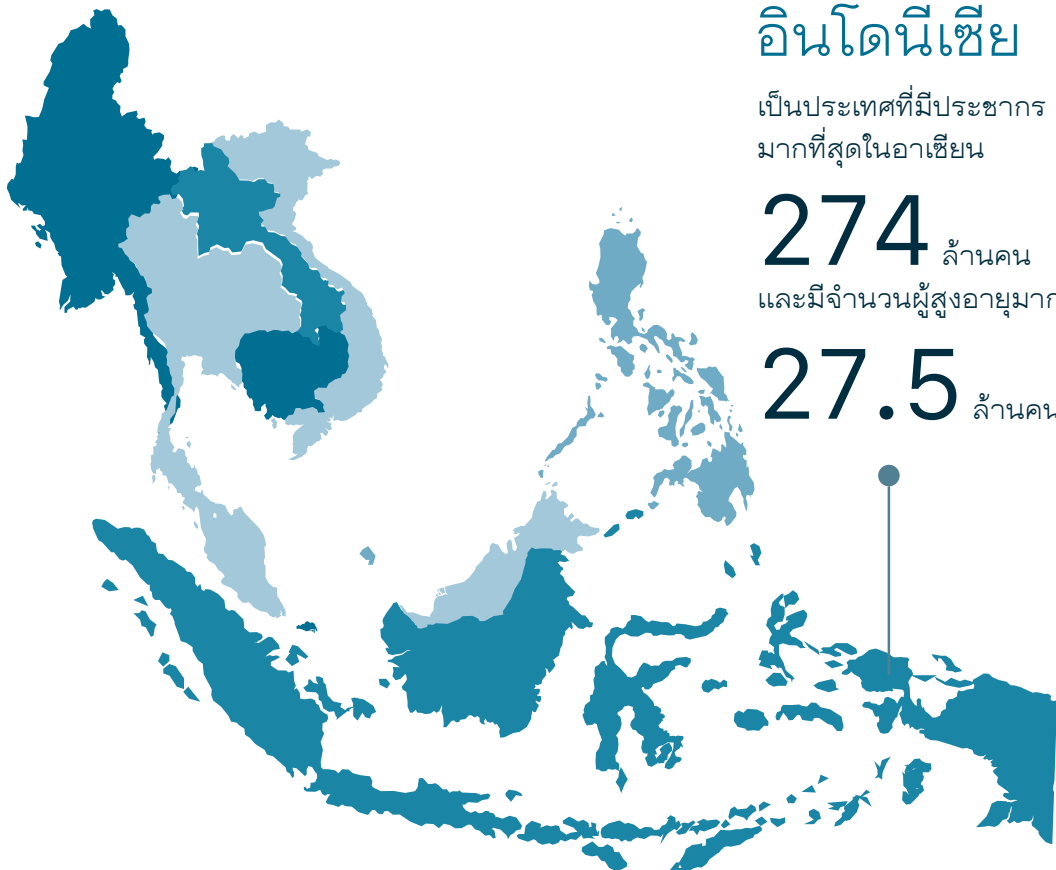 อินโดนีเซีย
เป็นประเทศที่มีประชากร
มากที่สุดในอาเซียน
274 ล้านคน
และมีจำนวนผู้สูงอายุมาก
27.5 ล้านคน